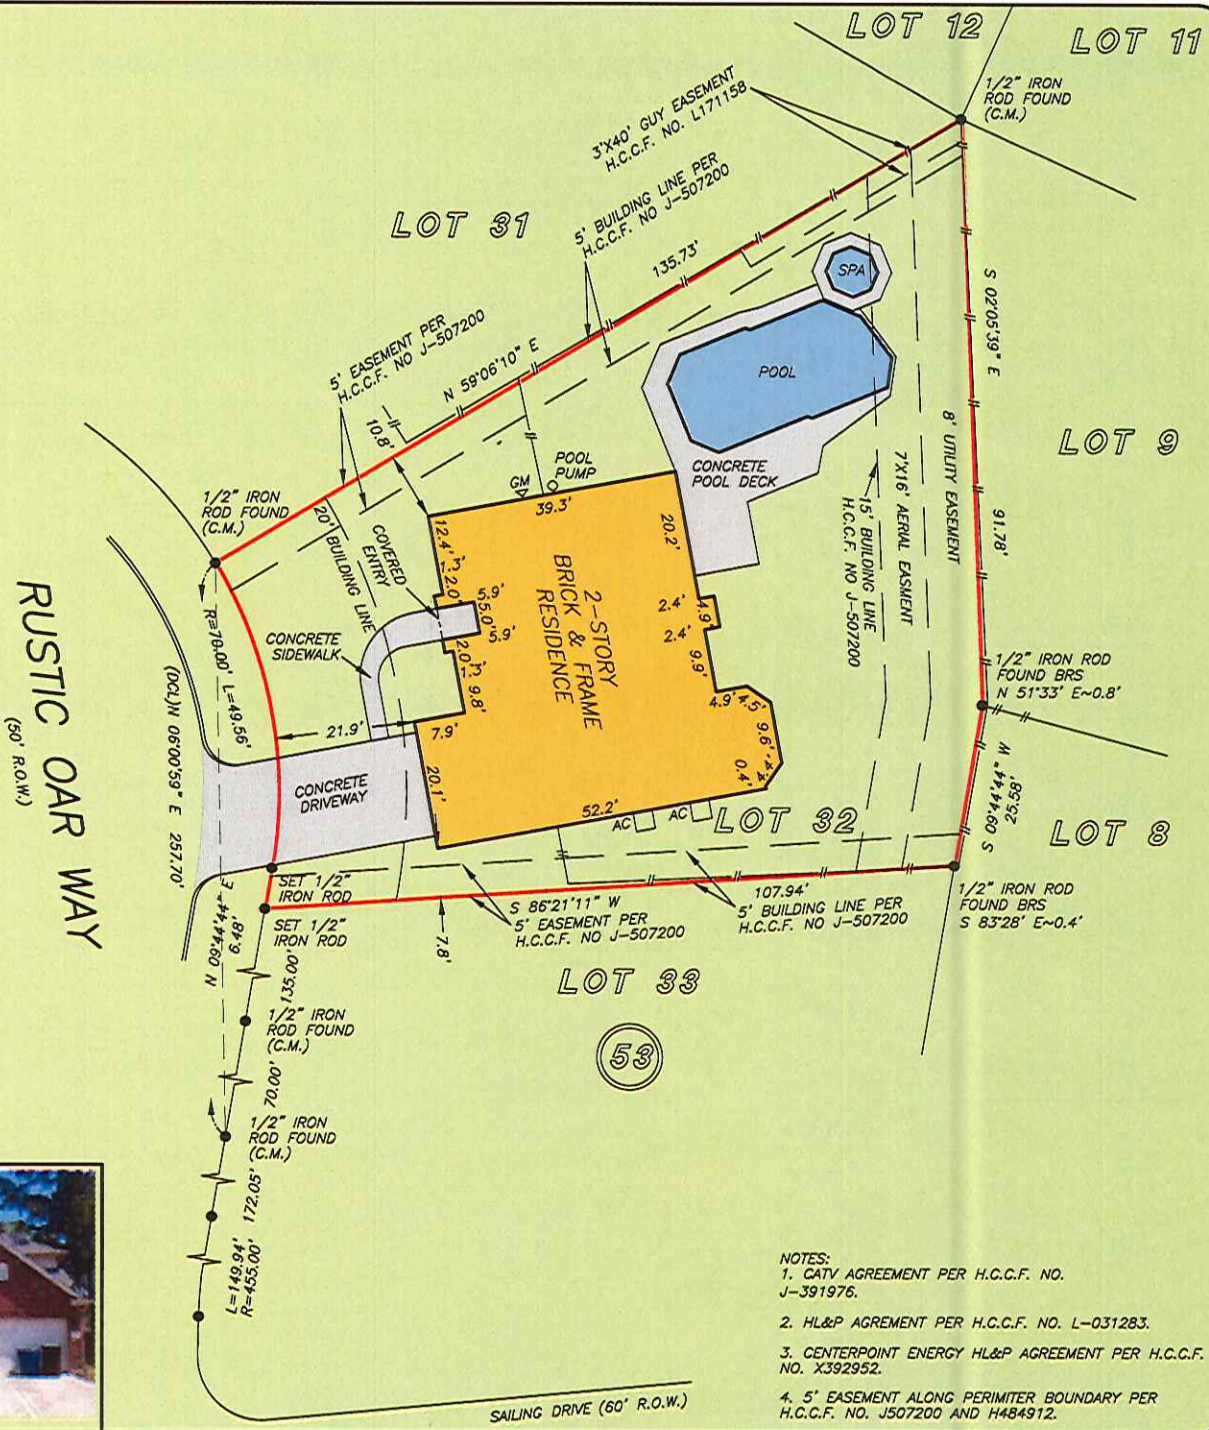 LOT 12
LOT 11
1/2" IRON
ROD FOUND
(C.M.)
3'X40' GUY EASEMENT
H.C.C.F. NO. L171158
5' BUILDING LINE PER
H.C.C.F. NO J-507200
LOT 31
135.73'
SPA
S 02°05'39" E
5' EASEMENT PER
H.C.C.F. NO J-507200
N 59°06'10" E
POOL
LOT 9
8' UTILITY EASEMENT
7'X16' AERIAL EASMENT
15' BUILDING LINE
H.C.C.F. NO J-507200
91.78'
10.8'
POOL
PUMP
GM
CONCRETE
POOL DECK
1/2" IRON
ROD FOUND
(C.M.)
20' BUILDING LINE
COVERED
ENTRY
39.3'
20.2'
12.4'
2.0'
5.9'
5.0'
5.9'
2.0'
9.8'
2-STORY
BRICK & FRAME
RESIDENCE
2.4'
4.9'
2.4'
9.9'
4.9'
4.5'
9.6'
0.4'
CONCRETE
SIDEWALK
1/2" IRON ROD
FOUND BRS
N 51°33' E~0.8'
RUSTIC OAR WAY
(50' R.O.W.)
R=70.00' L=49.56'
(DCL)N 06°00'59" E 257.70'
21.9'
7.9'
20.1'
CONCRETE
DRIVEWAY
52.2'
AC
AC
LOT 32
S 09°44'44" W
25.58'
LOT 8
SET 1/2"
IRON ROD
107.94'
S 86°21'11" W
1/2" IRON ROD
FOUND BRS
S 83°28' E~0.4'
N 09°44'44" E
6.48'
SET 1/2"
IRON ROD
5' EASEMENT PER
H.C.C.F. NO J-507200
5' BUILDING LINE PER
H.C.C.F. NO J-507200
7.8'
LOT 33
135.00'
1/2" IRON
ROD FOUND
(C.M.)
53
70.00'
1/2" IRON
ROD FOUND
(C.M.)
172.05'
L=149.94'
R=455.00'
SAILING DRIVE (60' R.O.W.)
NOTES:
1. CATV AGREEMENT PER H.C.C.F. NO.
J-391976.
2. HL&P AGREMENT PER H.C.C.F. NO. L-031283.
3. CENTERPOINT ENERGY HL&P AGREEMENT PER H.C.C.F.
NO. X392952.
4. 5' EASEMENT ALONG PERIMITER BOUNDARY PER
H.C.C.F. NO. J507200 AND H484912.